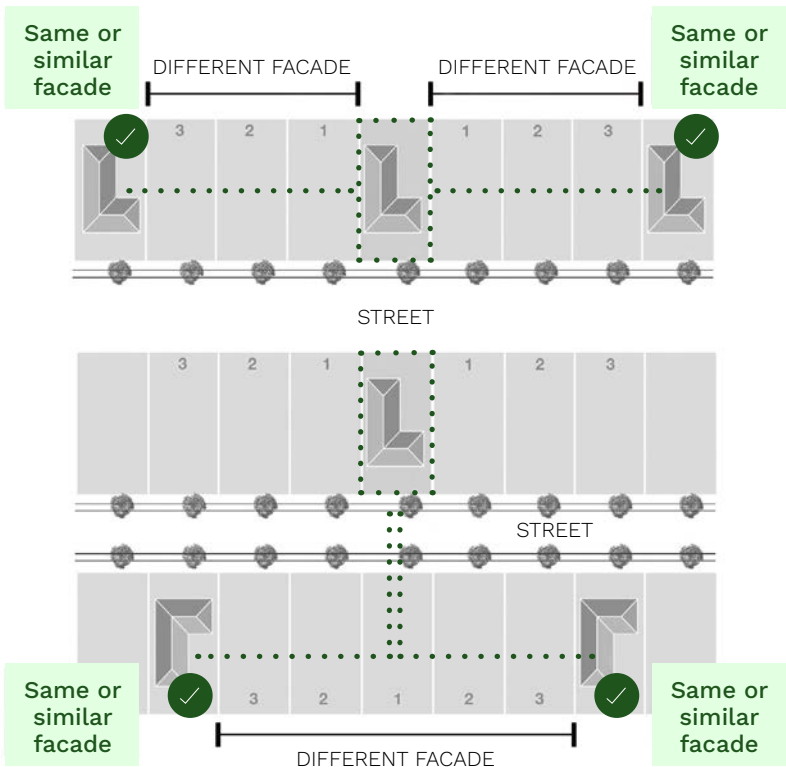 Same or
similar
facade
DIFFERENT FACADE
DIFFERENT FACADE
Same or
similar
facade
3 2 1 1 2 3
STREET
3 2 1 1 2 3
STREET
3 2 1 2 3
Same or
similar
facade
DIFFERENT FACADE
Same or
similar
facade